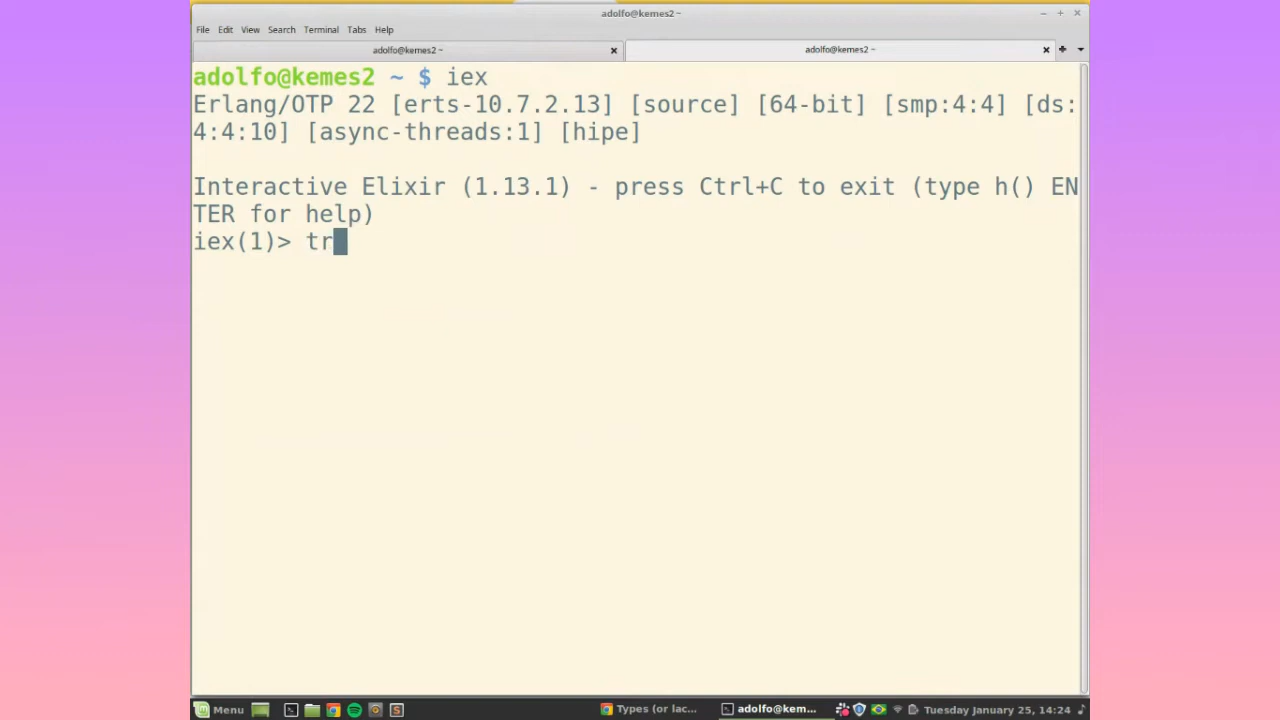 adolfo@kemes2 ~
File Edit View Search Terminal Tabs Help
adolfo@kemes2 ~ adolfo@kemes2 ~
adolfo@kemes2 ~ $ iex
Erlang/OTP 22 [erts-10.7.2.13] [source] [64-bit] [smp:4:4] [ds:
4:4:10] [async-threads:1] [hipe]
Interactive Elixir (1.13.1) - press Ctrl+C to exit (type h() EN
TER for help)
iex(1)> tr
Menu Types (or lac... adolfo@kem... Tuesday January 25, 14:24